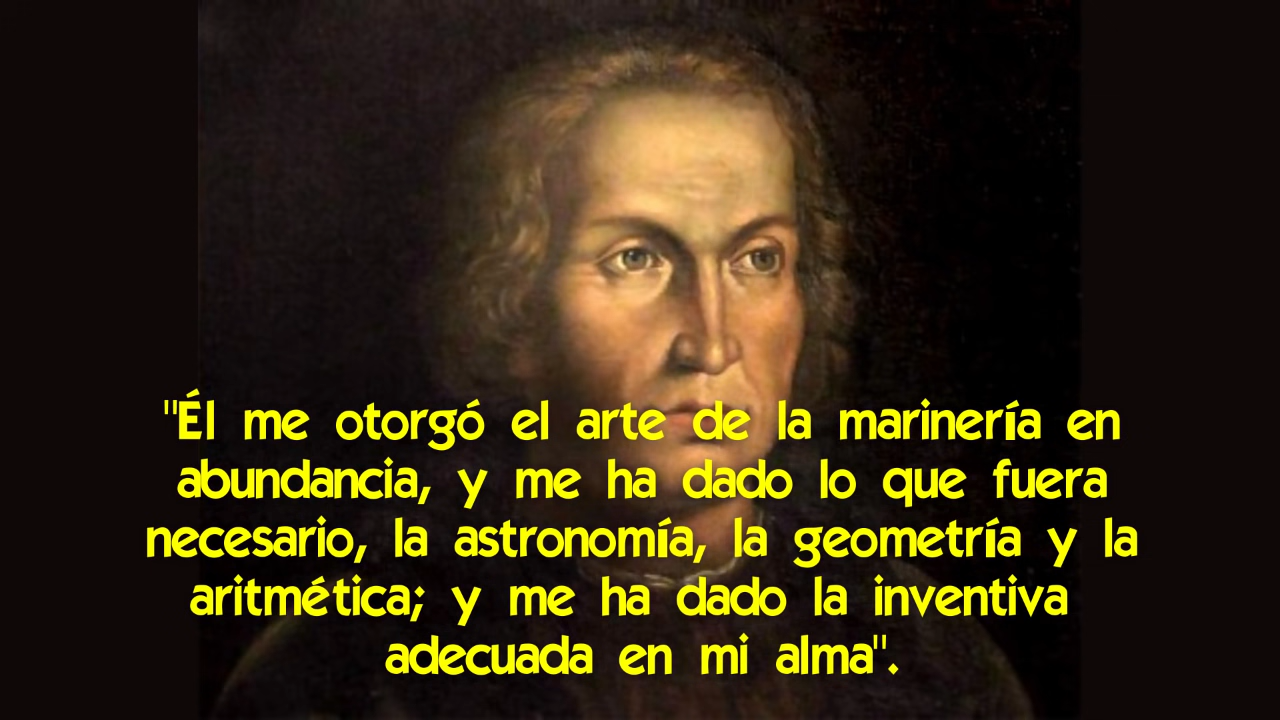 "Él me otorgó el arte de la marinería en
abundancia, y me ha dado lo que fuera
necesario, la astronomía, la geometría y la
aritmética; y me ha dado la inventiva
adecuada en mi alma".